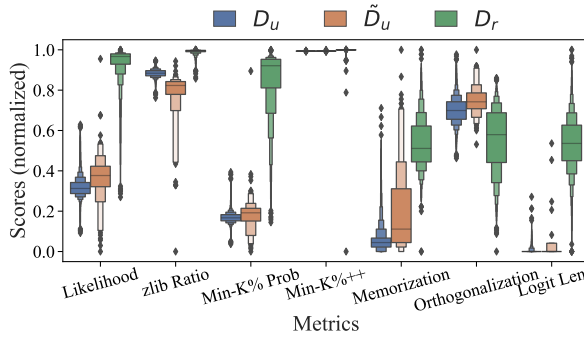 D_u D̃_u D_r
Scores (normalized)
1.0
0.8
0.6
0.4
0.2
0.0
Likelihood
zlib Ratio
Min-K% Prob
Min-K%++
Memorization
Orthogonalization
Logit Len
Metrics